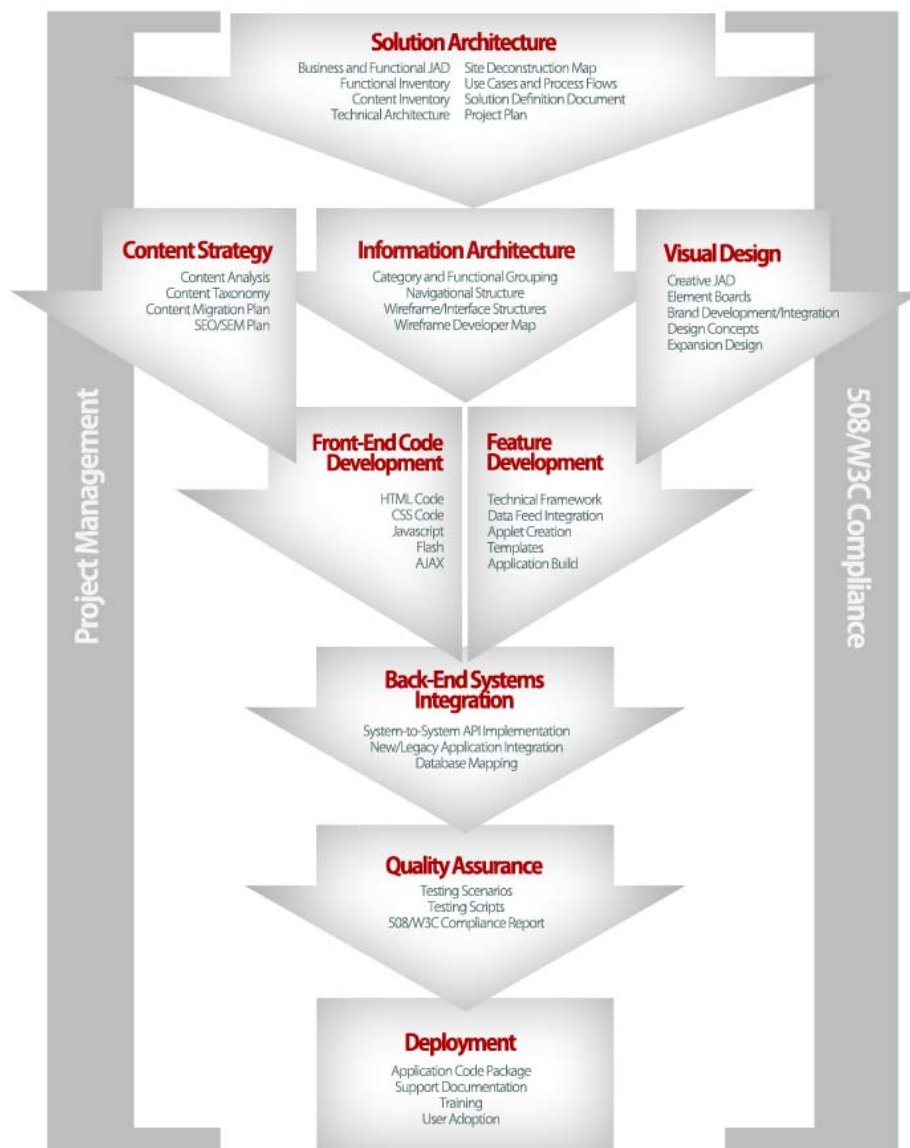 Solution Architecture
Business and Functional JAD
Functional Inventory
Content Inventory
Technical Architecture
Site Deconstruction Map
Use Cases and Process Flows
Solution Definition Document
Project Plan
Content Strategy
Content Analysis
Content Taxonomy
Content Migration Plan
SEO/SEM Plan
Information Architecture
Category and Functional Grouping
Navigational Structure
Wireframe/Interface Structures
Wireframe Developer Map
Visual Design
Creative JAD
Element Boards
Brand Development/Integration
Design Concepts
Expansion Design
Project Management
508/W3C Compliance
Front-End Code
Development
HTML Code
CSS Code
Javascript
Flash
AJAX
Feature
Development
Technical Framework
Data Feed Integration
Applet Creation
Templates
Application Build
Back-End Systems
Integration
System-to-System API Implementation
New/Legacy Application Integration
Database Mapping
Quality Assurance
Testing Scenarios
Testing Scripts
508/W3C Compliance Report
Deployment
Application Code Package
Support Documentation
Training
User Adoption